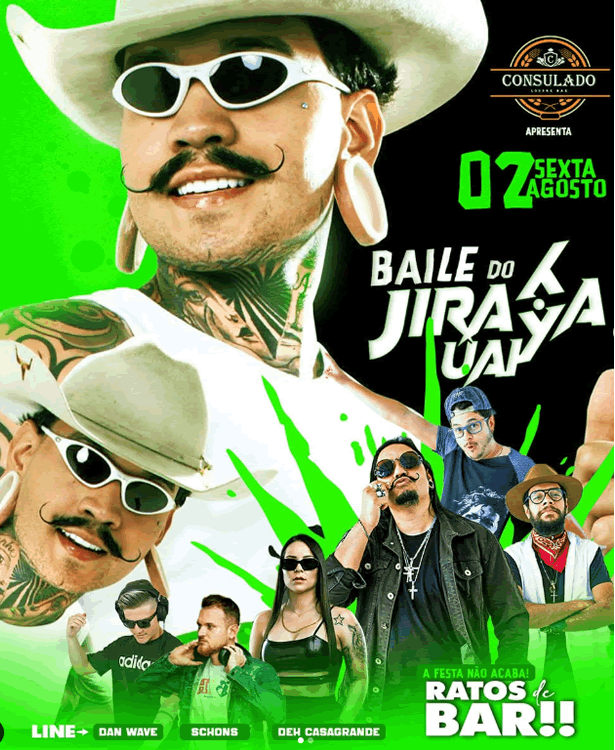 CONSULADO
LOUNGE BAR
APRESENTA
02 SEXTA
AGOSTO
BAILE DO
JIRAYA
UAI
adidas
A FESTA NÃO ACABA!
RATOS de
BAR!!
LINE→ DAN WAVE SCHONS DEH CASAGRANDE